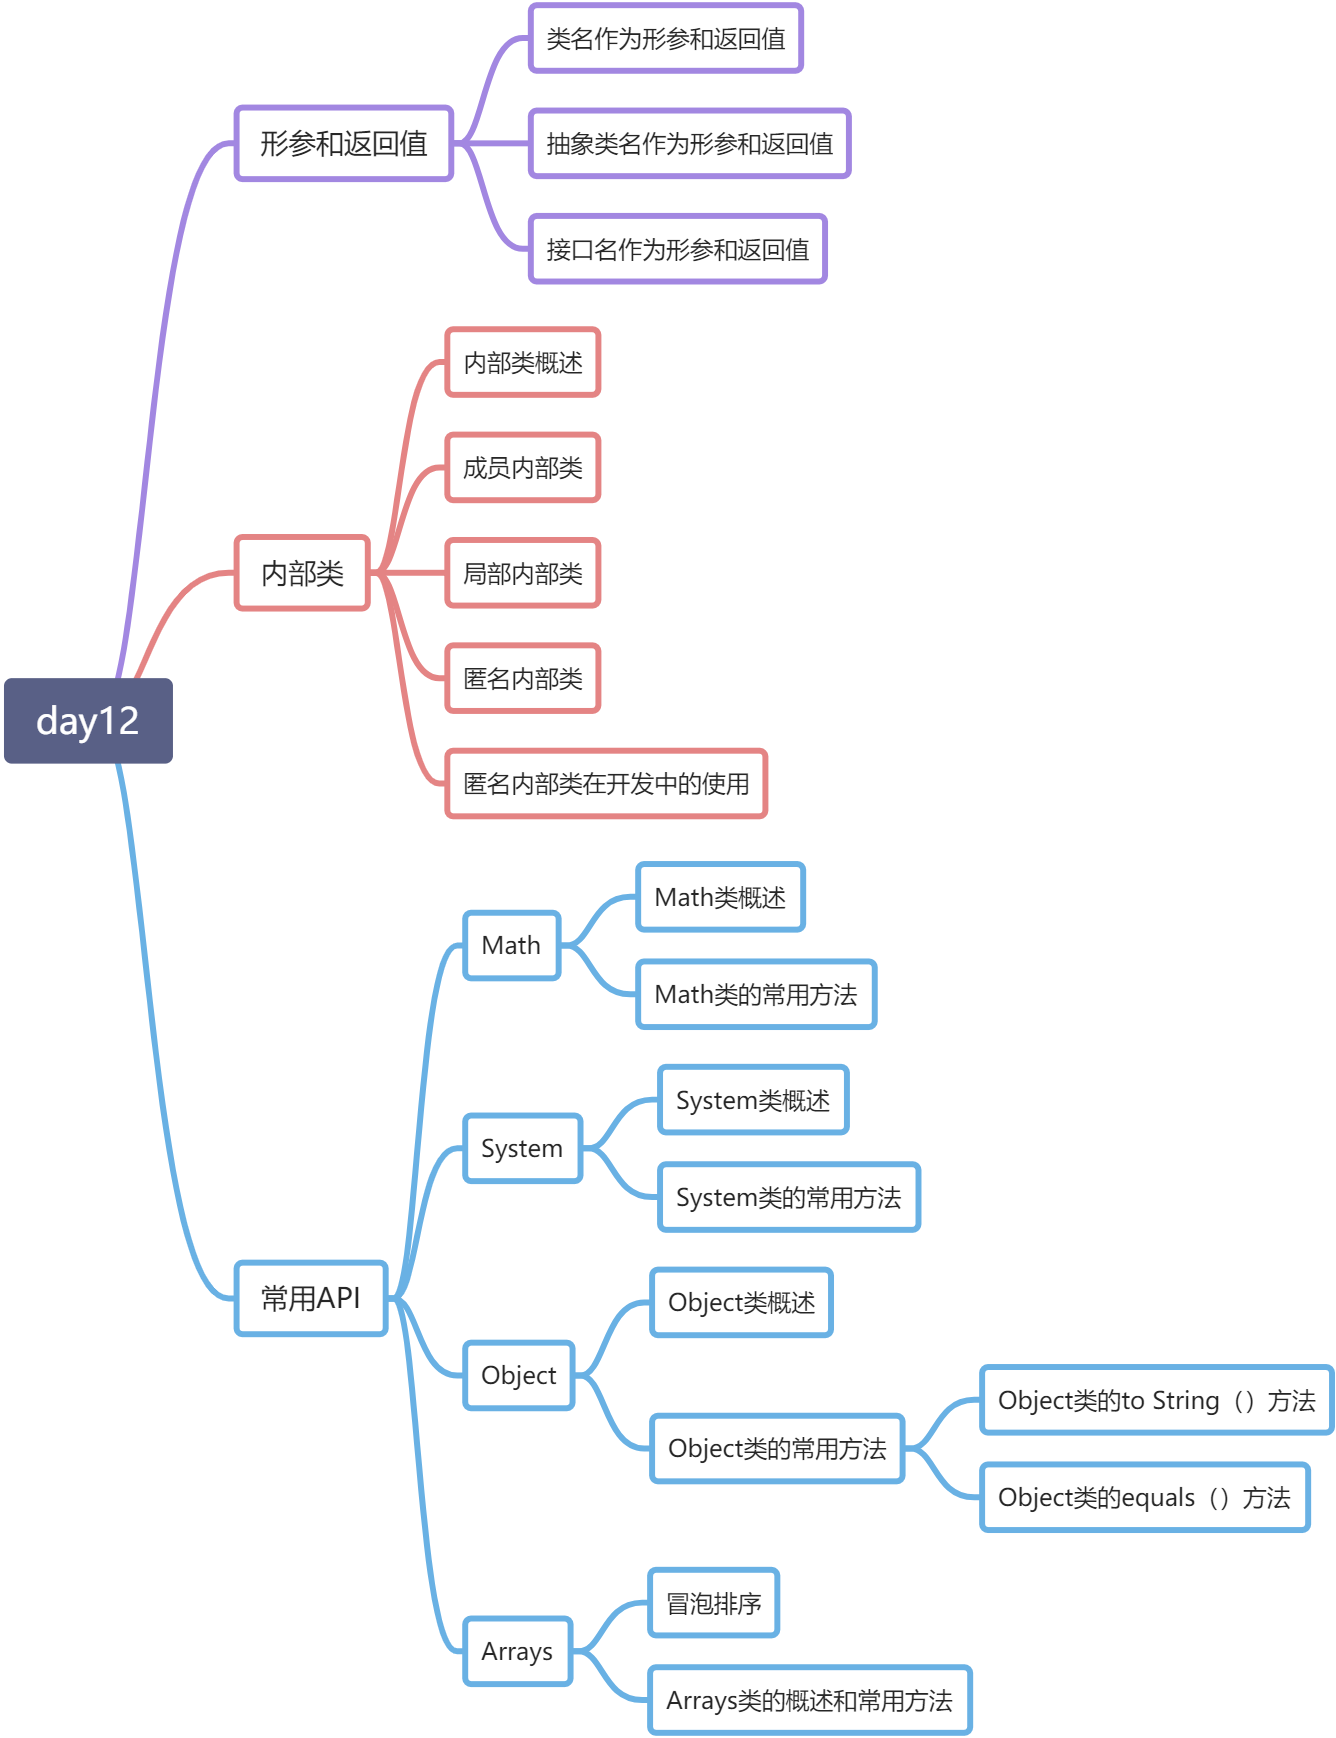 类名作为形参和返回值
形参和返回值
抽象类名作为形参和返回值
接口名作为形参和返回值
内部类概述
成员内部类
内部类
局部内部类
匿名内部类
day12
匿名内部类在开发中的使用
Math类概述
Math
Math类的常用方法
System类概述
System
System类的常用方法
常用API
Object类概述
Object
Object类的to String（）方法
Object类的常用方法
Object类的equals（）方法
冒泡排序
Arrays
Arrays类的概述和常用方法